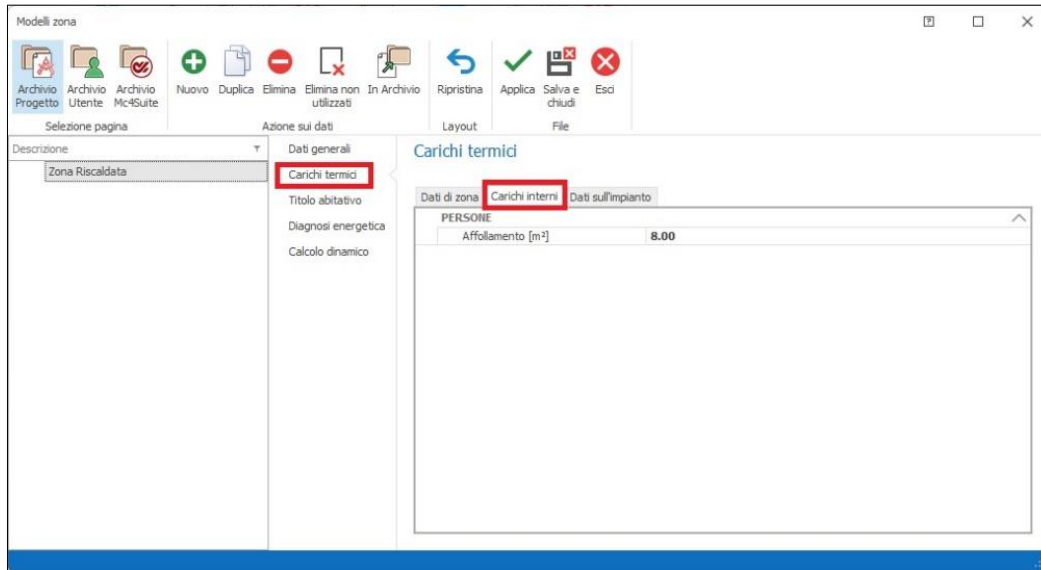 Modelli zona
Archivio Progetto
Archivio Utente
Archivio Mc4Suite
Nuovo
Duplica
Elimina
Elimina non utilizzati
In Archivio
Ripristina
Applica
Salva e chiudi
Esci
Selezione pagina
Azione sui dati
Layout
File
Descrizione
Zona Riscaldata
Dati generali
Carichi termici
Titolo abitativo
Diagnosi energetica
Calcolo dinamico
Carichi termici
Dati di zona
Carichi interni
Dati sull'impianto
PERSONE
Affollamento [m²] 8.00